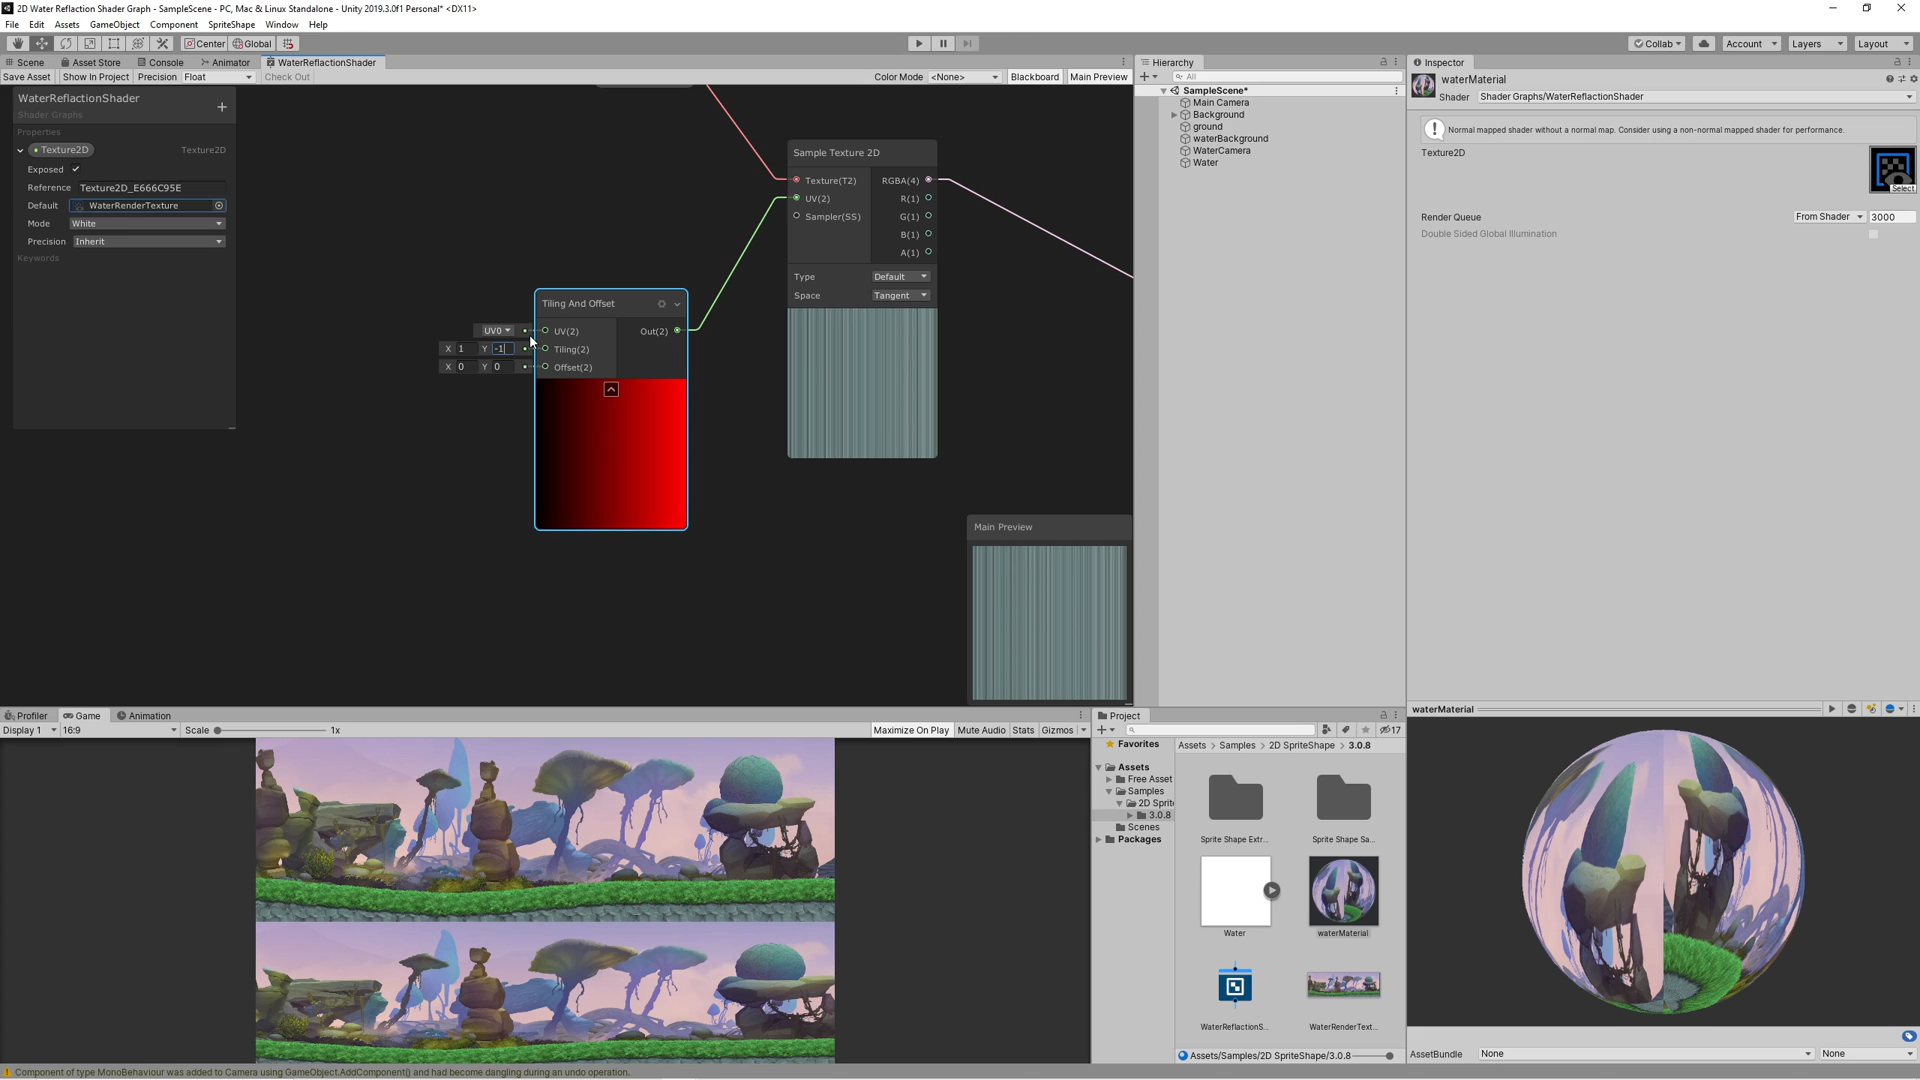 2D Water Reflection Shader Graph - SampleScene - PC, Mac & Linux Standalone - Unity 2019.3.0f1 Personal* <DX11>
File Edit Assets GameObject Component SpriteShape Window Help
Center Global Collab Account Layers Layout
Scene Asset Store Console Animator WaterReflectionShader
Save Asset Show In Project Precision Float Check Out Color Mode <None> Blackboard Main Preview
WaterReflectionShader
Shader Graphs
Properties
Texture2D Texture2D
Exposed
Reference Texture2D_E666C95E
Default WaterRenderTexture
Mode White
Precision Inherit
Keywords
Sample Texture 2D
Texture(T2) RGBA(4)
UV(2) R(1)
Sampler(SS) G(1)
B(1)
A(1)
Type Default
Space Tangent
Tiling And Offset
UV0 UV(2) Out(2)
X 1 Y -1 Tiling(2)
X 0 Y 0 Offset(2)
Main Preview
Hierarchy
All
SampleScene*
Main Camera
Background
ground
waterBackground
WaterCamera
Water
Inspector
waterMaterial
Shader Shader Graphs/WaterReflectionShader
Normal mapped shader without a normal map. Consider using a non-normal mapped shader for performance.
Texture2D
Select
Render Queue From Shader 3000
Double Sided Global Illumination
Profiler Game Animation
Display 1 16:9 Scale 1x Maximize On Play Mute Audio Stats Gizmos
Project
17
Favorites
Assets
Free Asset
Samples
2D Sprite
3.0.8
Scenes
Packages
Assets > Samples > 2D SpriteShape > 3.0.8
Sprite Shape Extr... Sprite Shape Sa...
Water waterMaterial
WaterReflectionS... WaterRenderText...
Assets/Samples/2D SpriteShape/3.0.8
waterMaterial
AssetBundle None None
Component of type MonoBehaviour was added to Camera using GameObject.AddComponent() and had become dangling during an undo operation.